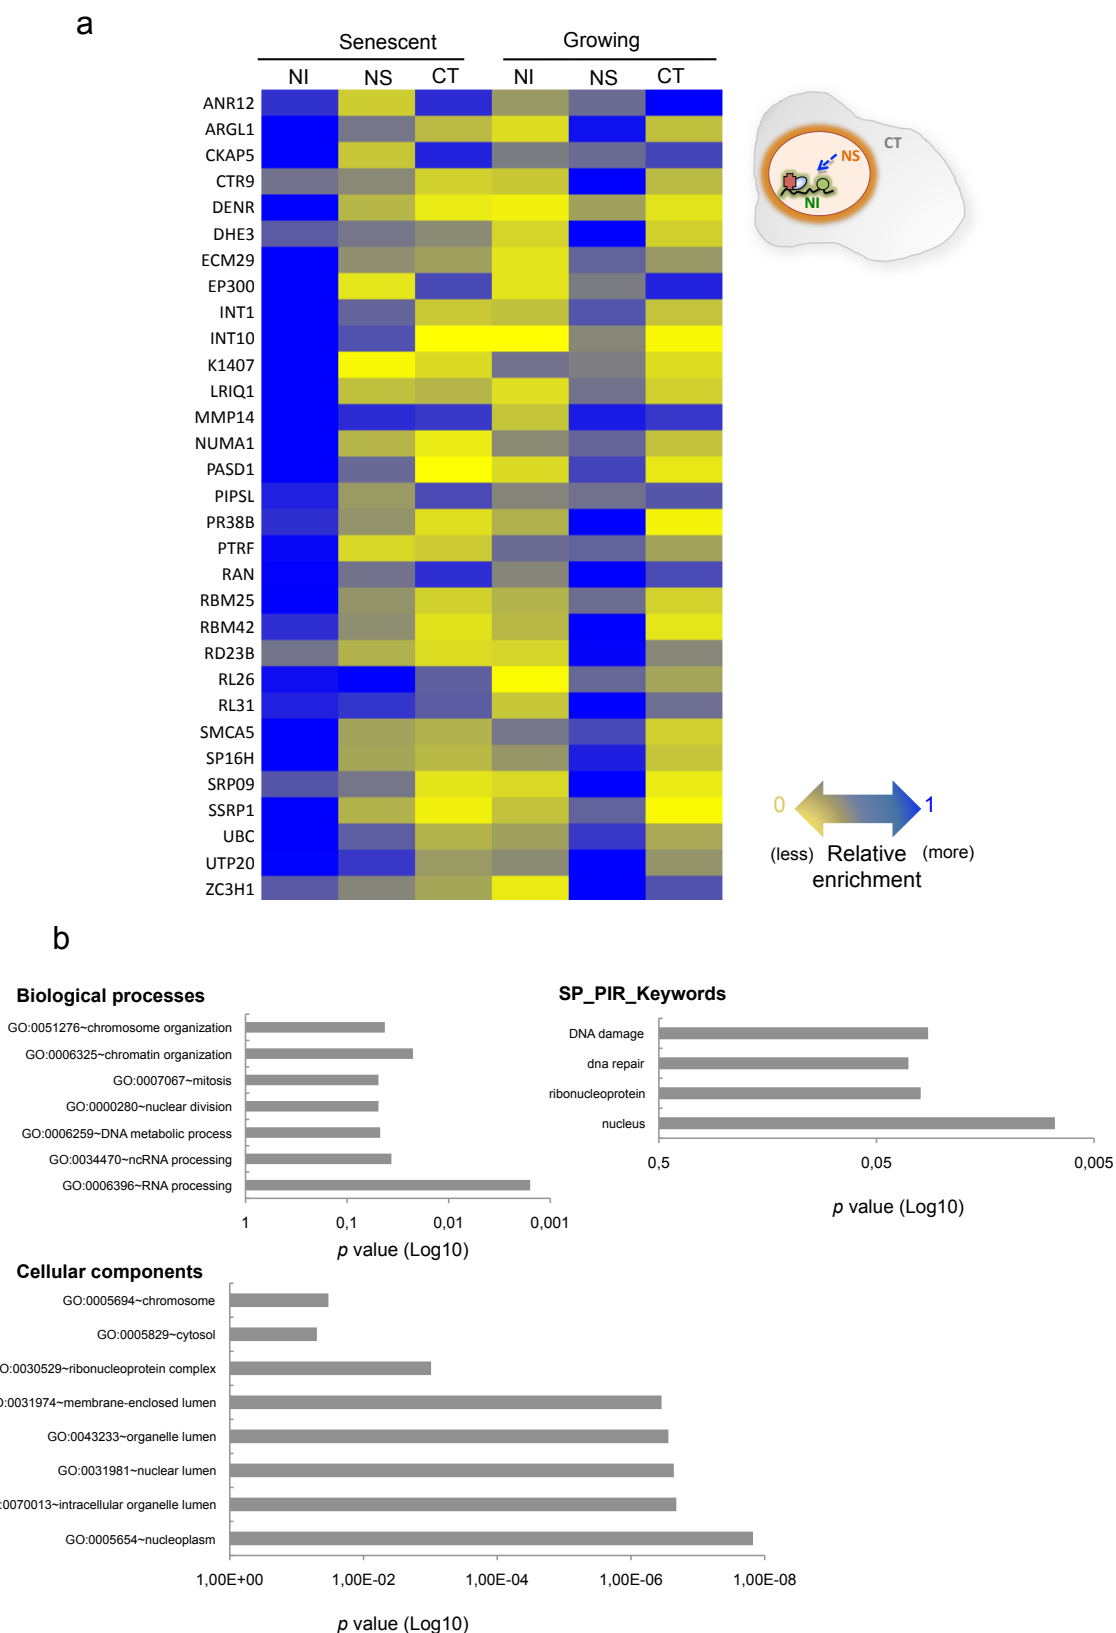 a
Senescent Growing
NI NS CT NI NS CT
ANR12
ARGL1
CKAP5
CTR9
DENR
DHE3
ECM29
EP300
INT1
INT10
K1407
LRIQ1
MMP14
NUMA1
PASD1
PIPSL
PR38B
PTRF
RAN
RBM25
RBM42
RD23B
RL26
RL31
SMCA5
SP16H
SRP09
SSRP1
UBC
UTP20
ZC3H1
CT
NS
NI
0 1
(less) Relative (more)
enrichment
b
Biological processes
GO:0051276~chromosome organization
GO:0006325~chromatin organization
GO:0007067~mitosis
GO:0000280~nuclear division
GO:0006259~DNA metabolic process
GO:0034470~ncRNA processing
GO:0006396~RNA processing
1 0,1 0,01 0,001
p value (Log10)
SP_PIR_Keywords
DNA damage
dna repair
ribonucleoprotein
nucleus
0,5 0,05 0,005
p value (Log10)
Cellular components
GO:0005694~chromosome
GO:0005829~cytosol
O:0030529~ribonucleoprotein complex
O:0031974~membrane-enclosed lumen
GO:0043233~organelle lumen
GO:0031981~nuclear lumen
:0070013~intracellular organelle lumen
GO:0005654~nucleoplasm
1,00E+00 1,00E-02 1,00E-04 1,00E-06 1,00E-08
p value (Log10)